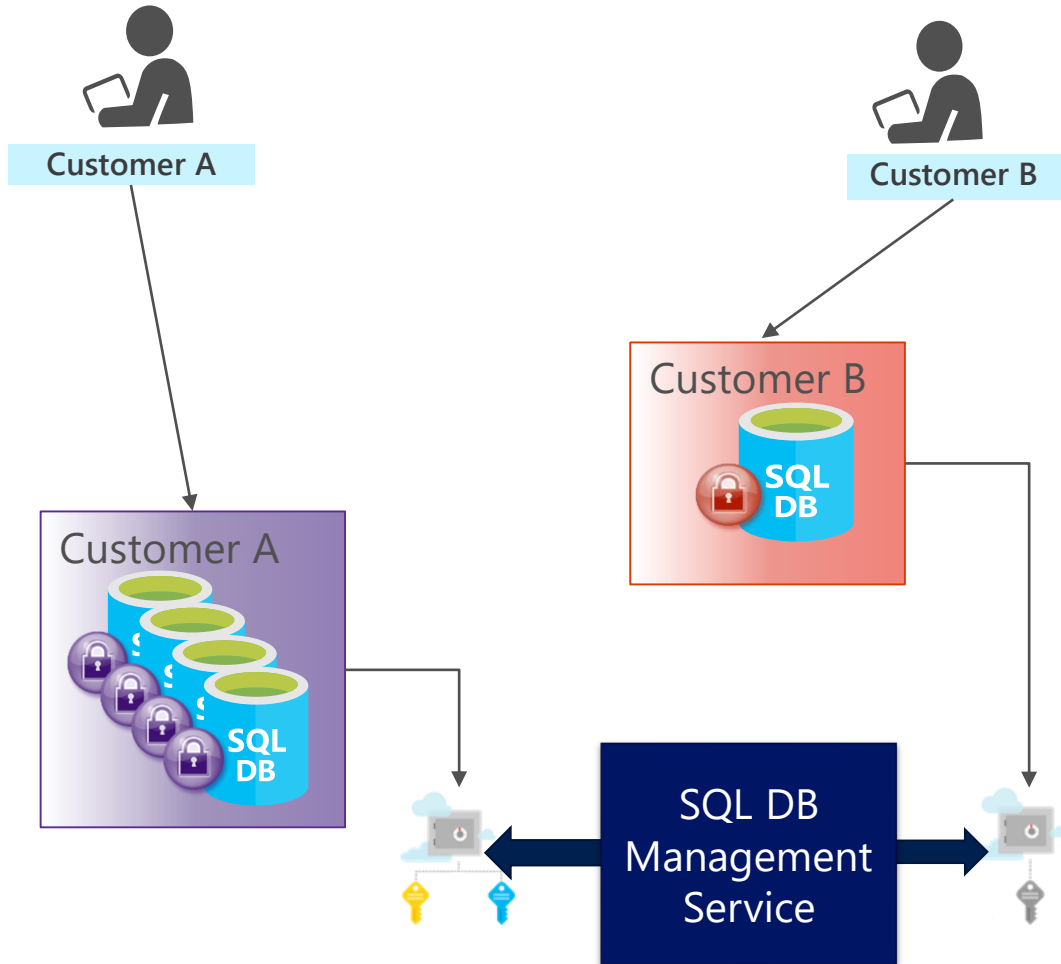 Customer A
Customer B
Customer B
SQL
DB
Customer A
S
S
S
SQL
DB
SQL DB
Management
Service